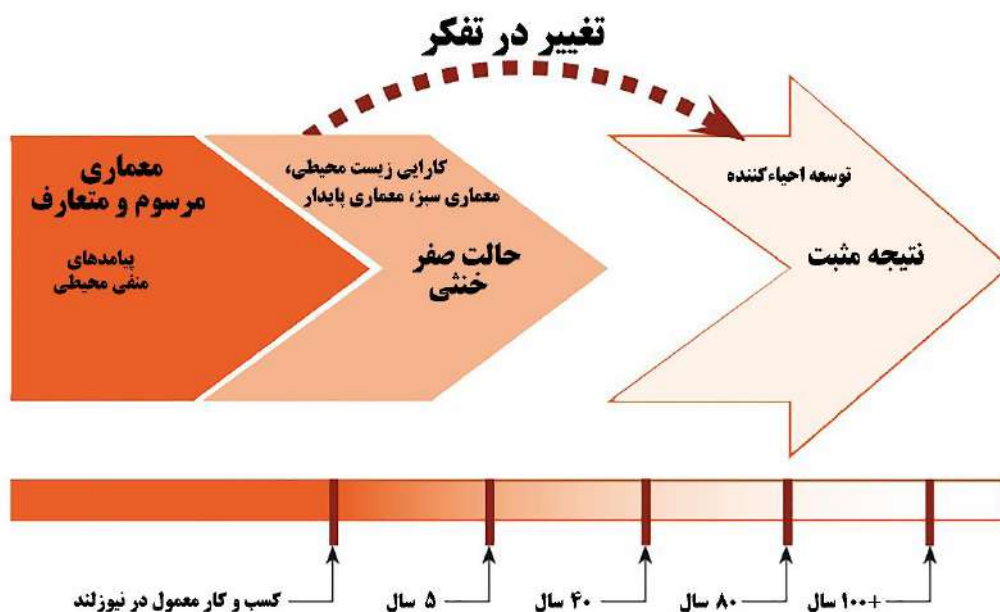 تغییر در تفکر
معماری
مرسوم و متعارف
پیامدهای
منفی محیطی
کارایی زیست محیطی،
معماری سبز، معماری پایدار
حالت صفر
خنثی
توسعه احیاءکننده
نتیجه مثبت
کسب و کار معمول در نیوزلند
۵ سال
۴۰ سال
۸۰ سال
+۱۰۰ سال